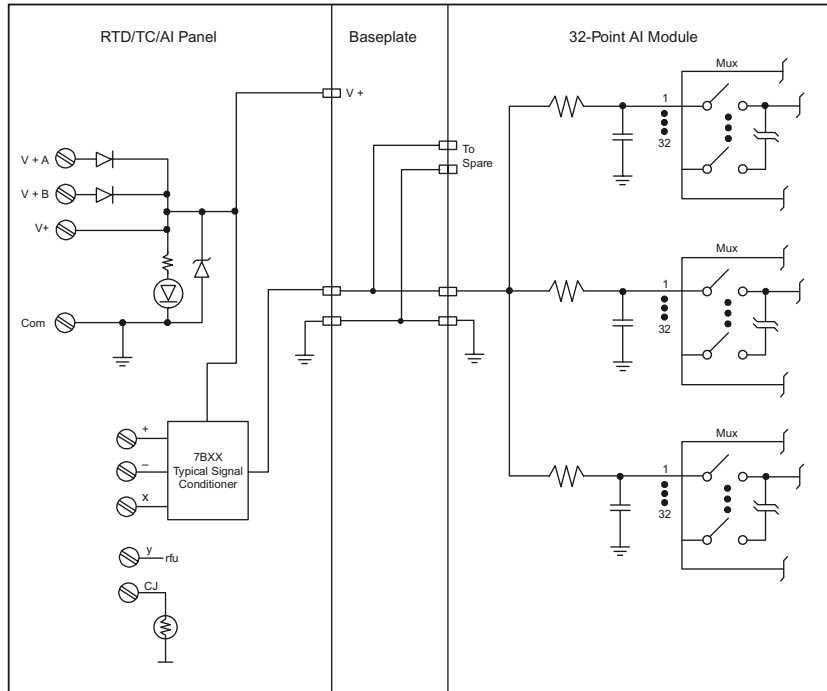 RTD/TC/AI Panel
Baseplate
32-Point AI Module
V + A
V + B
V+
Com
V +
To
Spare
Mux
1
32
Mux
1
32
Mux
1
32
+
–
x
7BXX
Typical Signal
Conditioner
y
rfu
CJ